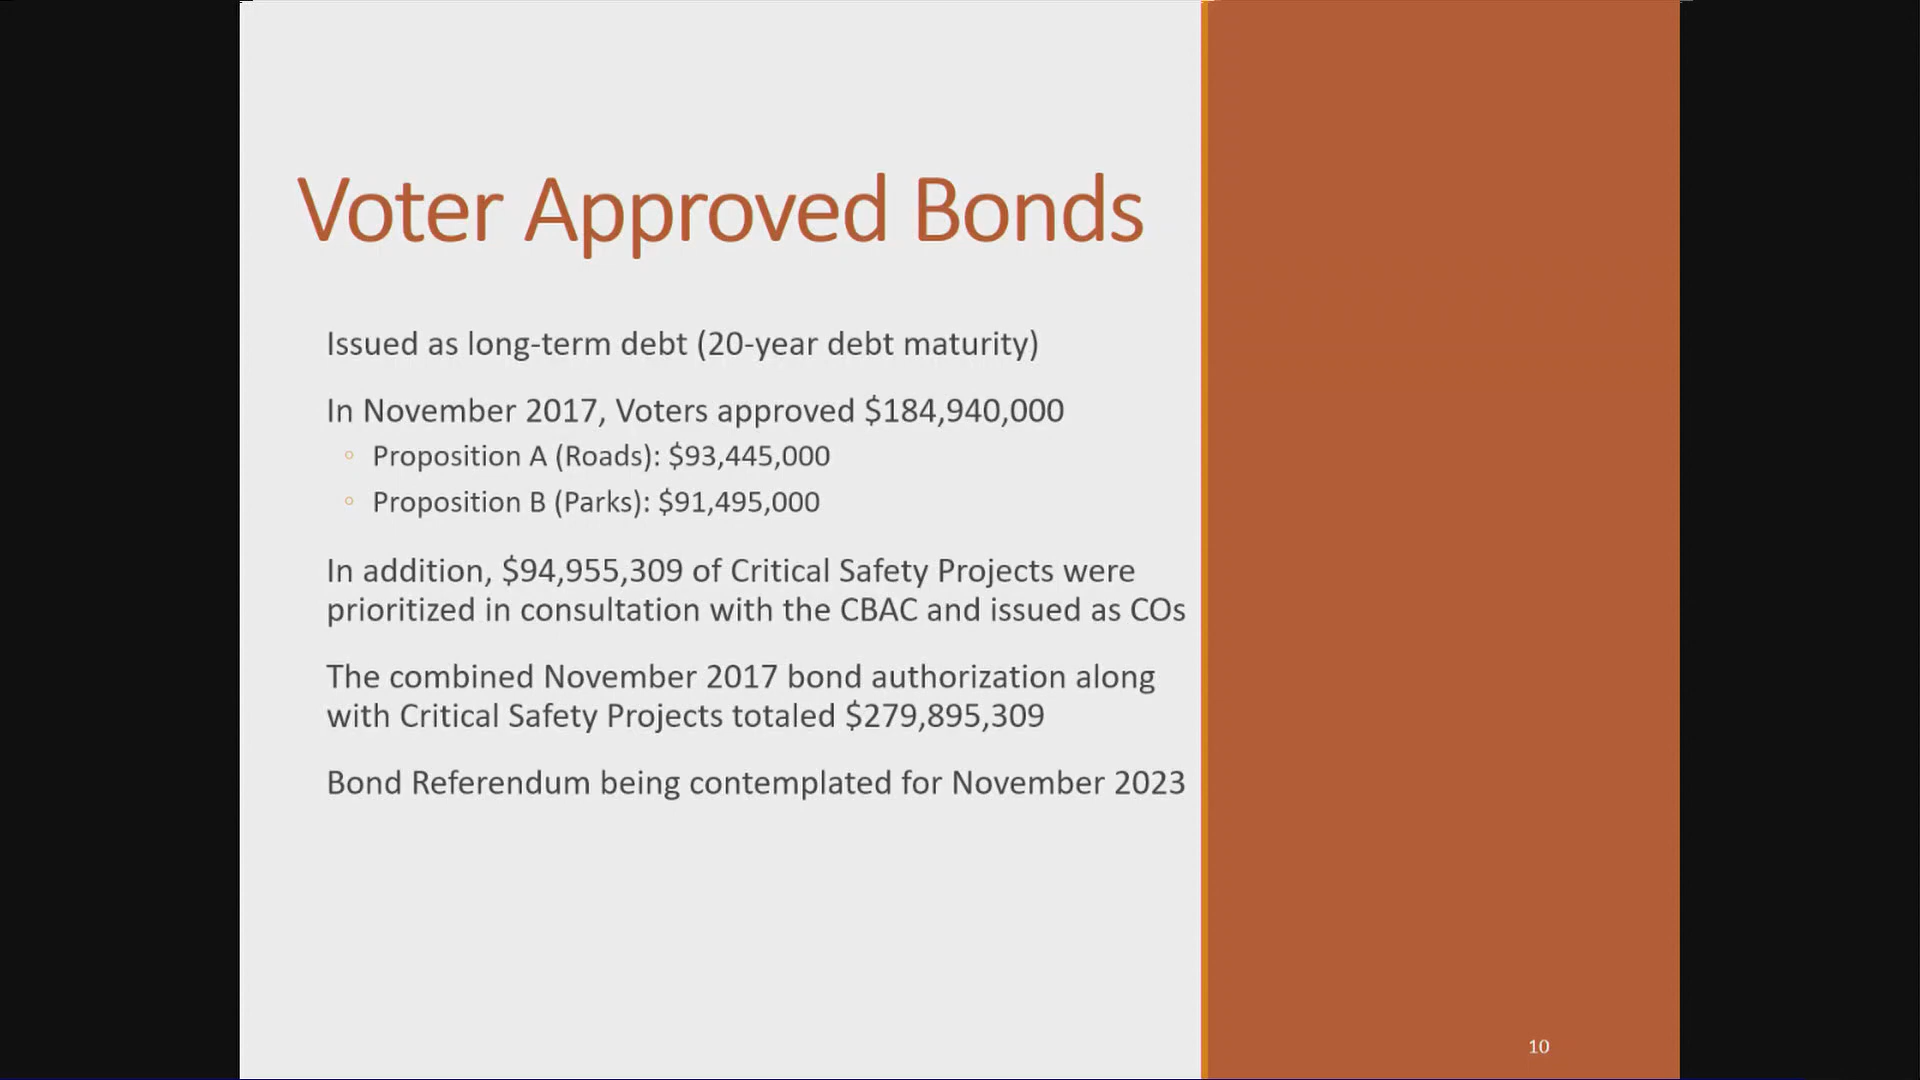 Voter Approved Bonds
Issued as long-term debt (20-year debt maturity)
In November 2017, Voters approved $184,940,000
◦ Proposition A (Roads): $93,445,000
◦ Proposition B (Parks): $91,495,000
In addition, $94,955,309 of Critical Safety Projects were
prioritized in consultation with the CBAC and issued as COs
The combined November 2017 bond authorization along
with Critical Safety Projects totaled $279,895,309
Bond Referendum being contemplated for November 2023
10